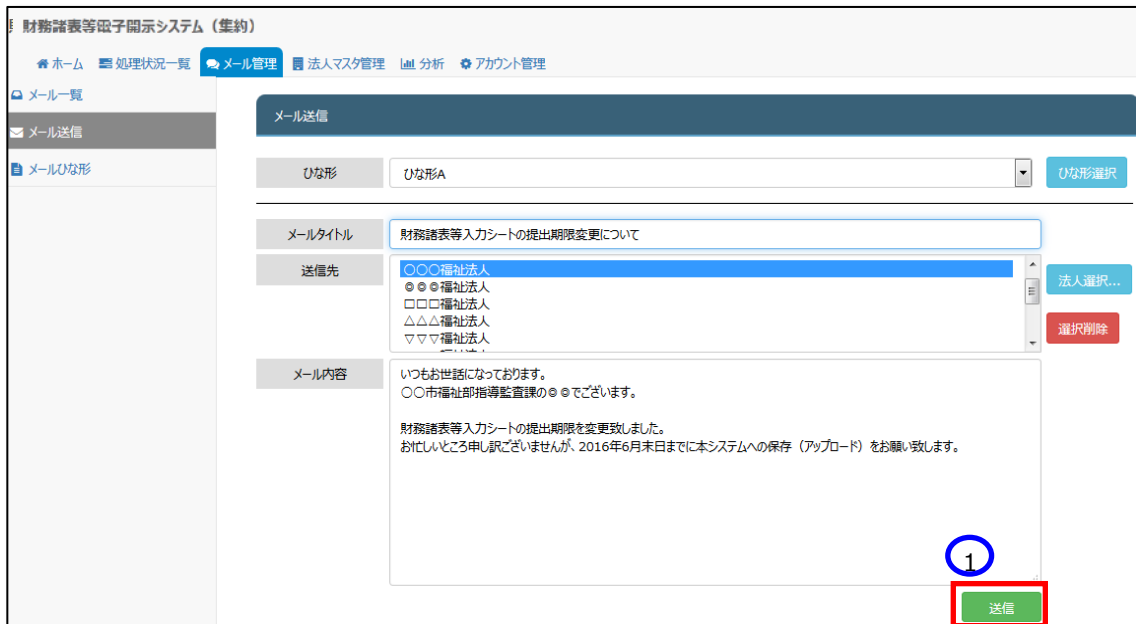 財務諸表等電子開示システム（集約）
ホーム 処理状況一覧 メール管理 法人マスタ管理 分析 アカウント管理
メール一覧
メール送信
メールひな形
メール送信
ひな形 ひな形A ひな形選択
メールタイトル 財務諸表等入力シートの提出期限変更について
送信先 〇〇〇福祉法人
◎◎◎福祉法人
□□□福祉法人
△△△福祉法人
▽▽▽福祉法人
法人選択...
選択削除
メール内容 いつもお世話になっております。
〇〇市福祉部指導監査課の◎◎でございます。
財務諸表等入力シートの提出期限を変更致しました。
お忙しいところ申し訳ございませんが、2016年6月末日までに本システムへの保存（アップロード）をお願い致します。
1
送信